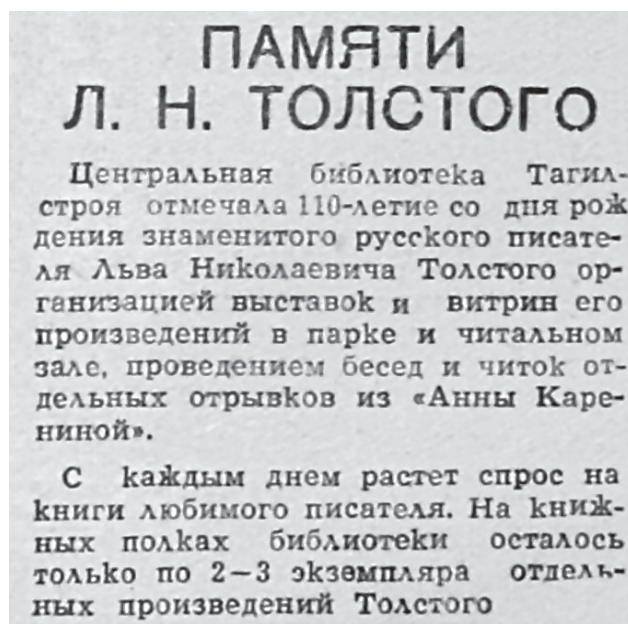 ПАМЯТИ
Л. Н. ТОЛСТОГО
Центральная библиотека Тагил-
строя отмечала 110-летие со дня рож
дения знаменитого русского писате-
ля Льва Николаевича Толстого ор-
ганизацией выставок и витрин его
произведений в парке и читальном
зале, проведением бесед и читок от-
дельных отрывков из «Анны Каре-
ниной».
С каждым днем растет спрос на
книги любимого писателя. На книж-
ных полках библиотеки осталось
только по 2—3 экземпляра отдель-
ных произведений Толстого